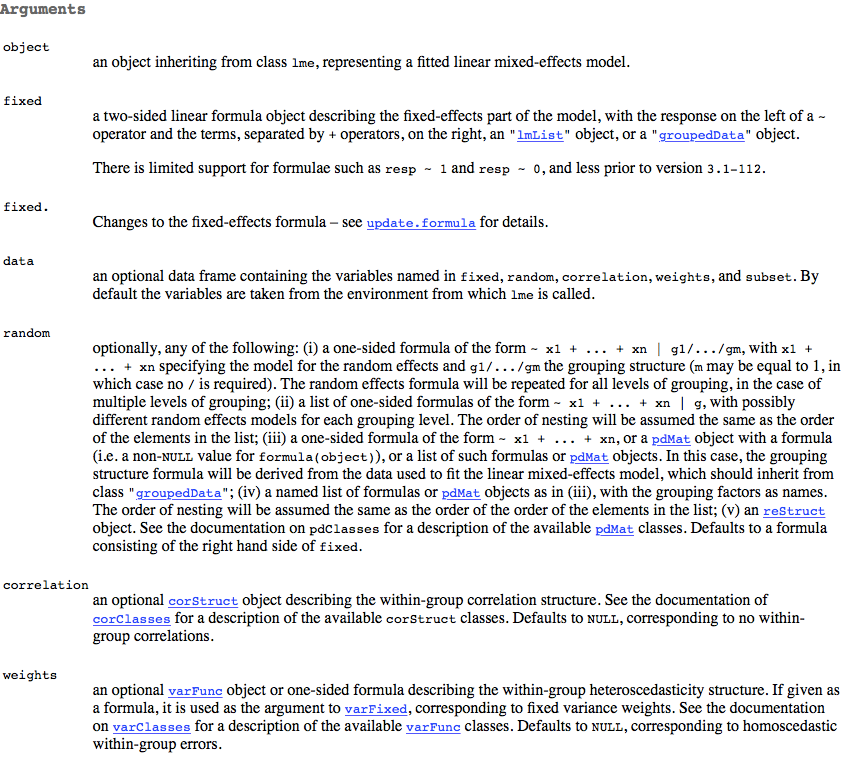 Arguments
object
an object inheriting from class lme, representing a fitted linear mixed-effects model.
fixed
a two-sided linear formula object describing the fixed-effects part of the model, with the response on the left of a ~
operator and the terms, separated by + operators, on the right, an "lmList" object, or a "groupedData" object.
There is limited support for formulae such as resp ~ 1 and resp ~ 0, and less prior to version 3.1-112.
fixed.
Changes to the fixed-effects formula – see update.formula for details.
data
an optional data frame containing the variables named in fixed, random, correlation, weights, and subset. By
default the variables are taken from the environment from which lme is called.
random
optionally, any of the following: (i) a one-sided formula of the form ~ x1 + ... + xn | g1/.../gm, with x1 +
... + xn specifying the model for the random effects and g1/.../gm the grouping structure (m may be equal to 1, in
which case no / is required). The random effects formula will be repeated for all levels of grouping, in the case of
multiple levels of grouping; (ii) a list of one-sided formulas of the form ~ x1 + ... + xn | g, with possibly
different random effects models for each grouping level. The order of nesting will be assumed the same as the order
of the elements in the list; (iii) a one-sided formula of the form ~ x1 + ... + xn, or a pdMat object with a formula
(i.e. a non-NULL value for formula(object)), or a list of such formulas or pdMat objects. In this case, the grouping
structure formula will be derived from the data used to fit the linear mixed-effects model, which should inherit from
class "groupedData"; (iv) a named list of formulas or pdMat objects as in (iii), with the grouping factors as names.
The order of nesting will be assumed the same as the order of the order of the elements in the list; (v) an reStruct
object. See the documentation on pdClasses for a description of the available pdMat classes. Defaults to a formula
consisting of the right hand side of fixed.
correlation
an optional corStruct object describing the within-group correlation structure. See the documentation of
corClasses for a description of the available corStruct classes. Defaults to NULL, corresponding to no within-
group correlations.
weights
an optional varFunc object or one-sided formula describing the within-group heteroscedasticity structure. If given as
a formula, it is used as the argument to varFixed, corresponding to fixed variance weights. See the documentation
on varClasses for a description of the available varFunc classes. Defaults to NULL, corresponding to homoscedastic
within-group errors.